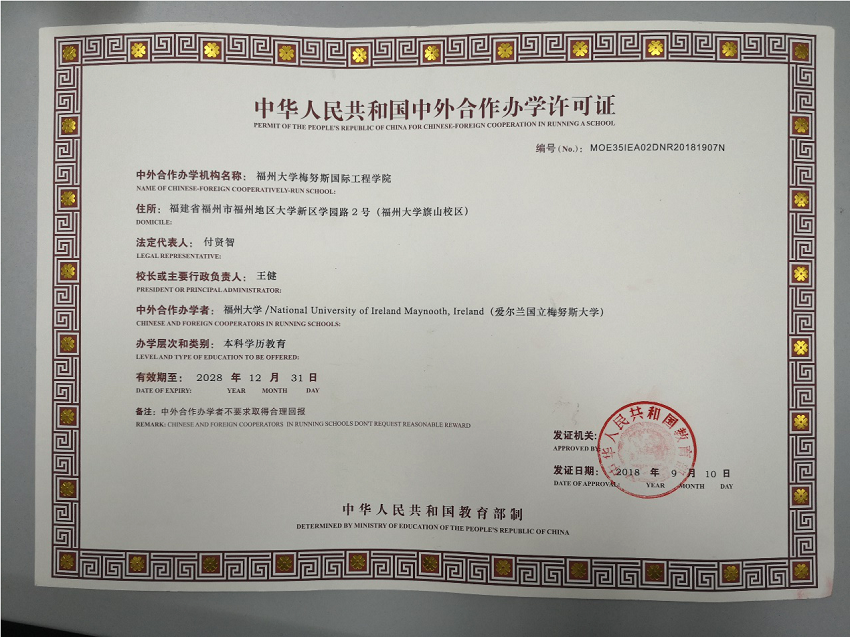 中华人民共和国中外合作办学许可证
PERMIT OF THE PEOPLE'S REPUBLIC OF CHINA FOR CHINESE-FOREIGN COOPERATION IN RUNNING A SCHOOL
编号(No.)： MOE35IEA02DNR20181907N
中外合作办学机构名称： 福州大学梅努斯国际工程学院
NAME OF CHINESE-FOREIGN COOPERATIVELY-RUN SCHOOL:
住所： 福建省福州市福州地区大学新区学园路 2 号（福州大学旗山校区）
DOMICILE:
法定代表人： 付贤智
LEGAL REPRESENTATIVE:
校长或主要行政负责人： 王健
PRESIDENT OR PRINCIPAL ADMINISTRATOR:
中外合作办学者： 福州大学/National University of Ireland Maynooth, Ireland（爱尔兰国立梅努斯大学）
CHINESE AND FOREIGN COOPERATORS IN RUNNING SCHOOLS:
办学层次和类别： 本科学历教育
LEVEL AND TYPE OF EDUCATION TO BE OFFERED:
有效期至： 2028 年 12 月 31 日
DATE OF EXPIRY: YEAR MONTH DAY
备注： 中外合作办学者不要求取得合理回报
REMARK: CHINESE AND FOREIGN COOPERATORS IN RUNNING SCHOOLS DON'T REQUEST REASONABLE REWARD
中华人民共和国教育部
发证机关：
APPROVED BY:
发证日期： 2018 年 9 月 10 日
DATE OF APPROVAL: YEAR MONTH DAY
中华人民共和国教育部制
DETERMINED BY MINISTRY OF EDUCATION OF THE PEOPLE'S REPUBLIC OF CHINA